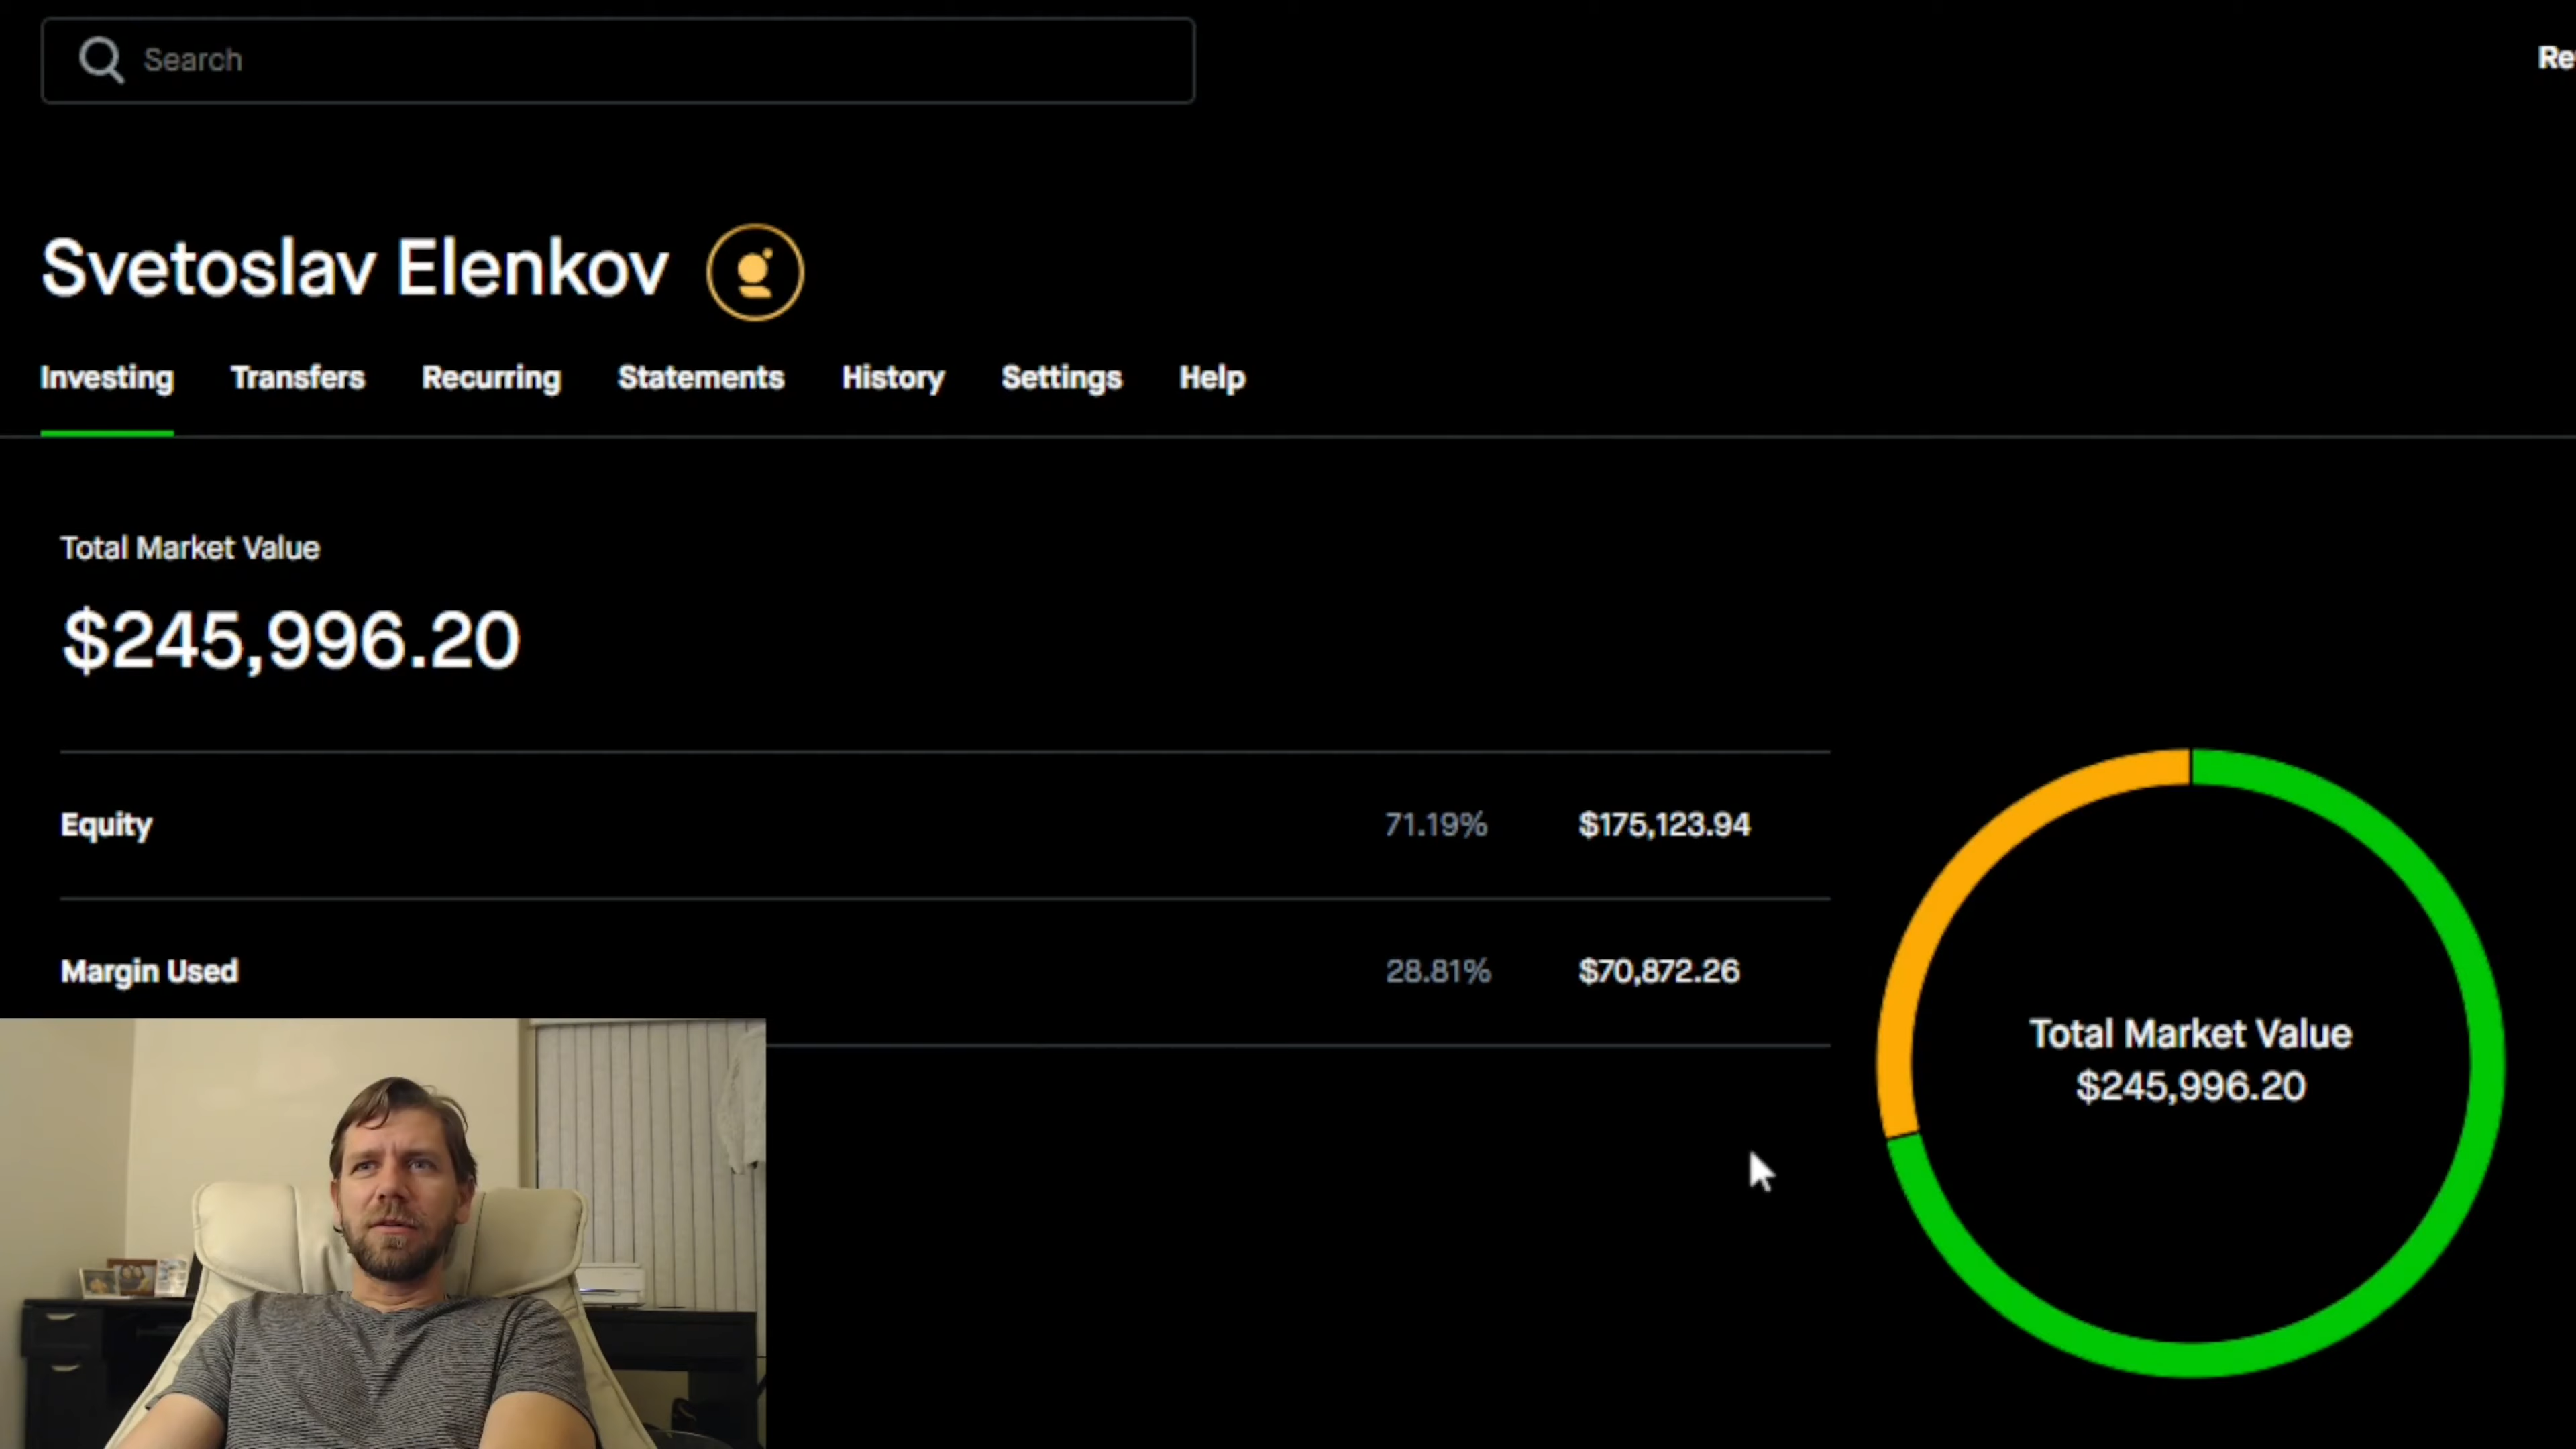 Search
Re
Svetoslav Elenkov
Investing Transfers Recurring Statements History Settings Help
Total Market Value
$245,996.20
Equity 71.19% $175,123.94
Margin Used 28.81% $70,872.26
Total Market Value
$245,996.20